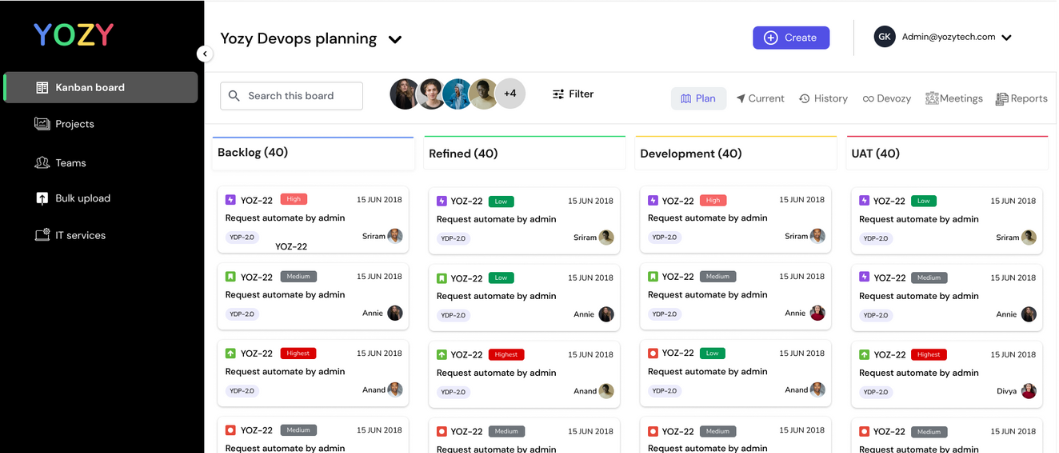 YOZY
Yozy Devops planning
Create
GK
Admin@yozytech.com
Kanban board
Projects
Teams
Bulk upload
IT services
Search this board
+4
Filter
Plan
Current
History
Devozy
Meetings
Reports
Backlog (40)
YOZ-22 High 15 JUN 2018
Request automate by admin
YDP-2.0 Sriram
YOZ-22
YOZ-22 Medium 15 JUN 2018
Request automate by admin
YDP-2.0 Annie
YOZ-22 Highest 15 JUN 2018
Request automate by admin
YDP-2.0 Anand
YOZ-22 Medium 15 JUN 2018
Request automate by admin
Refined (40)
YOZ-22 Low 15 JUN 2018
Request automate by admin
YDP-2.0 Sriram
YOZ-22 Low 15 JUN 2018
Request automate by admin
YDP-2.0 Annie
YOZ-22 Highest 15 JUN 2018
Request automate by admin
YDP-2.0 Anand
YOZ-22 Medium 15 JUN 2018
Request automate by admin
Development (40)
YOZ-22 High 15 JUN 2018
Request automate by admin
YDP-2.0 Sriram
YOZ-22 Medium 15 JUN 2018
Request automate by admin
YDP-2.0 Annie
YOZ-22 Low 15 JUN 2018
Request automate by admin
YDP-2.0 Anand
YOZ-22 Medium 15 JUN 2018
Request automate by admin
UAT (40)
YOZ-22 Low 15 JUN 2018
Request automate by admin
YDP-2.0 Sriram
YOZ-22 Medium 15 JUN 2018
Request automate by admin
YDP-2.0 Annie
YOZ-22 Highest 15 JUN 2018
Request automate by admin
YDP-2.0 Divya
YOZ-22 Medium 15 JUN 2018
Request automate by admin